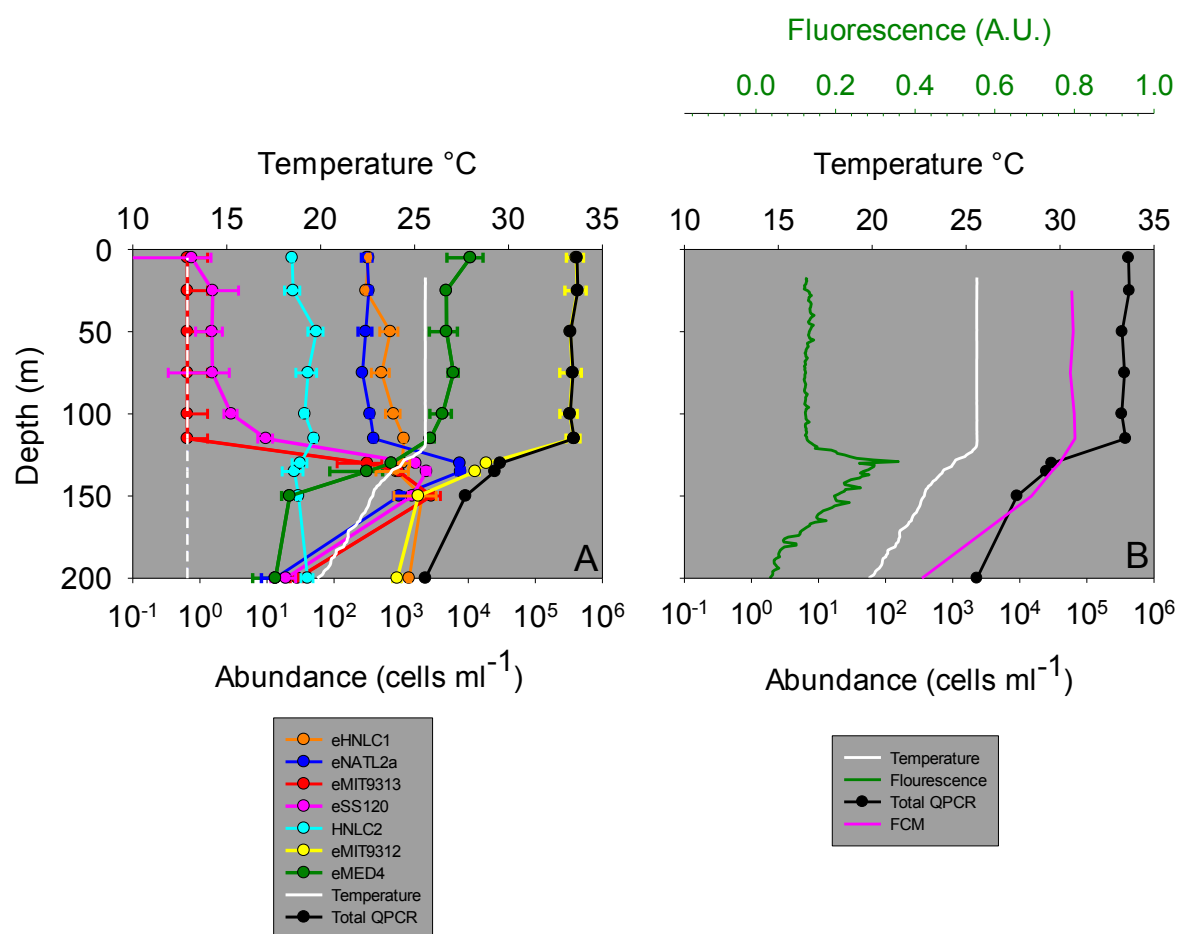 Fluorescence (A.U.)
0.0 0.2 0.4 0.6 0.8 1.0
Temperature °C
10 15 20 25 30 35
Depth (m)
0
50
100
150
200
A
10-1 100 101 102 103 104 105 106
Abundance (cells ml-1)
eHNLC1
eNATL2a
eMIT9313
eSS120
HNLC2
eMIT9312
eMED4
Temperature
Total QPCR
Temperature °C
10 15 20 25 30 35
B
10-1 100 101 102 103 104 105 106
Abundance (cells ml-1)
Temperature
Flourescence
Total QPCR
FCM